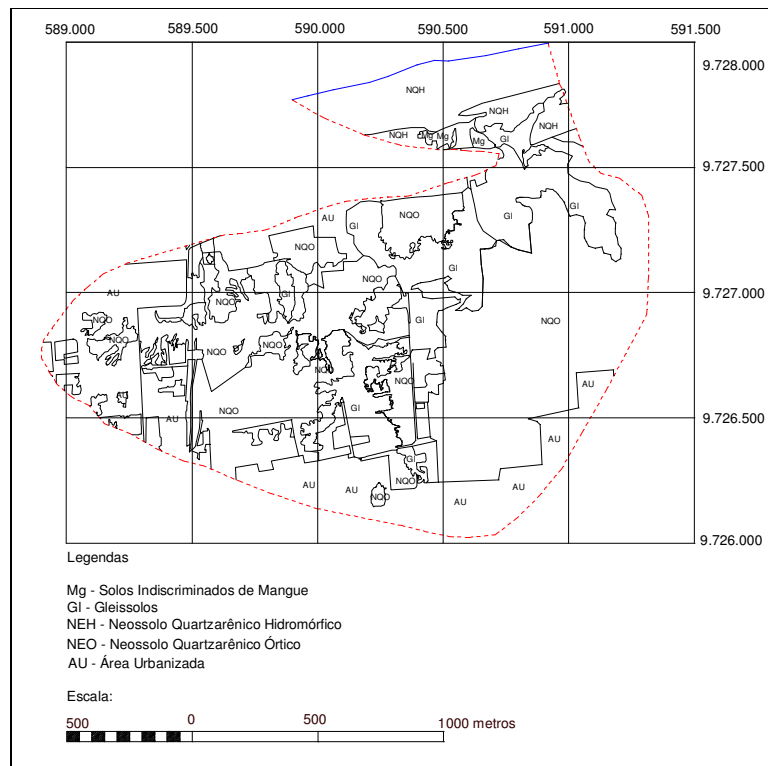 589.000 589.500 590.000 590.500 591.000 591.500
9.728.000
NQH
NQH
NQH Mg Mg Mg GI NQH
9.727.500
AU GI NQO GI GI
NQO
NQO GI
AU NQO GI
9.727.000
NQO GI NQO
NQO
NQO NQO
NQO
NQO AU
AU
NQO GI
AU
9.726.500
AU
GI
AU AU NQO NQO AU AU
9.726.000
Legendas
Mg - Solos Indiscriminados de Mangue
GI - Gleissolos
NEH - Neossolo Quartzarênico Hidromórfico
NEO - Neossolo Quartzarênico Órtico
AU - Área Urbanizada
Escala:
500 0 500 1000 metros